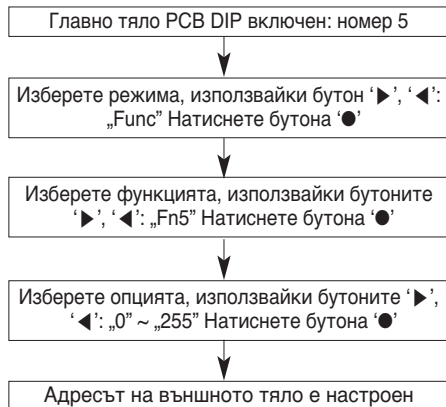 Главно тяло PCB DIP включен: номер 5
Изберете режима, използвайки бутон ‘▶’, ‘◀’:
„Func” Натиснете бутона ‘●’
Изберете функцията, използвайки бутоните
‘▶’, ‘◀’: „Fn5” Натиснете бутона ‘●’
Изберете опцията, използвайки бутоните ‘▶’,
‘◀’: „0” ~ „255” Натиснете бутона ‘●’
Адресът на външното тяло е настроен